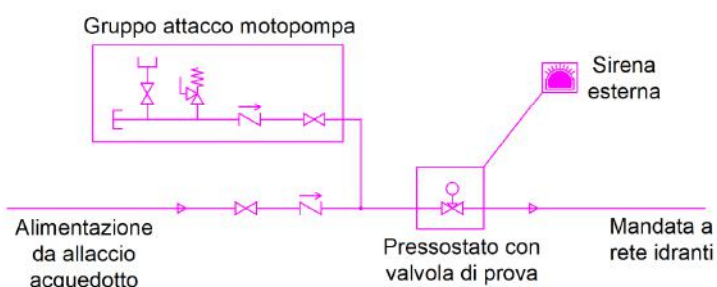 Gruppo attacco motopompa
Sirena
esterna
Alimentazione
da allaccio
acquedotto
Pressostato con
valvola di prova
Mandata a
rete idranti